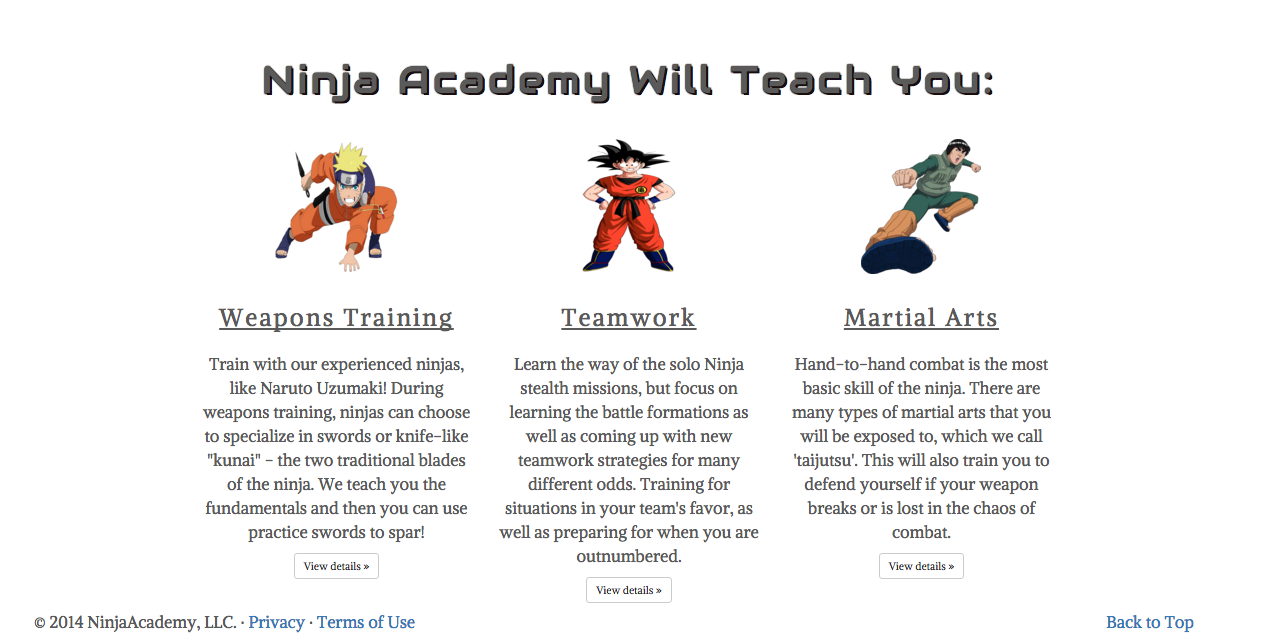 Ninja Academy Will Teach You:
Weapons Training
Train with our experienced ninjas,
like Naruto Uzumaki! During
weapons training, ninjas can choose
to specialize in swords or knife-like
"kunai" - the two traditional blades
of the ninja. We teach you the
fundamentals and then you can use
practice swords to spar!
View details »
Teamwork
Learn the way of the solo Ninja
stealth missions, but focus on
learning the battle formations as
well as coming up with new
teamwork strategies for many
different odds. Training for
situations in your team's favor, as
well as preparing for when you are
outnumbered.
View details »
Martial Arts
Hand-to-hand combat is the most
basic skill of the ninja. There are
many types of martial arts that you
will be exposed to, which we call
'taijutsu'. This will also train you to
defend yourself if your weapon
breaks or is lost in the chaos of
combat.
View details »
© 2014 NinjaAcademy, LLC. · Privacy · Terms of Use
Back to Top